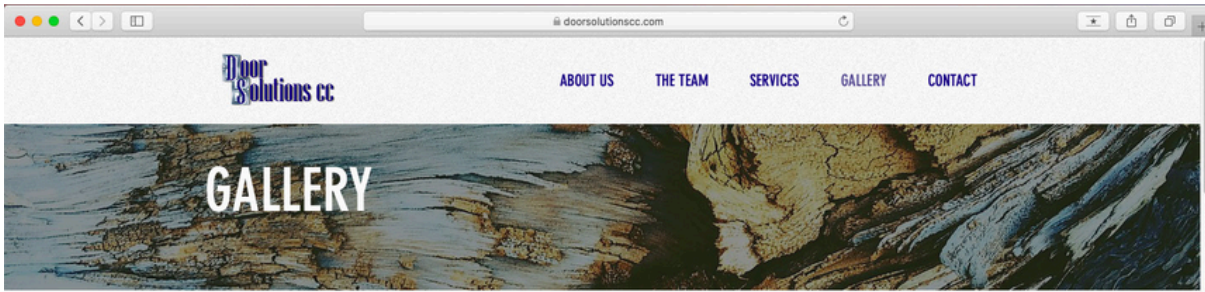 doorsolutionscc.com
Door
Solutions cc
ABOUT US THE TEAM SERVICES GALLERY CONTACT
GALLERY